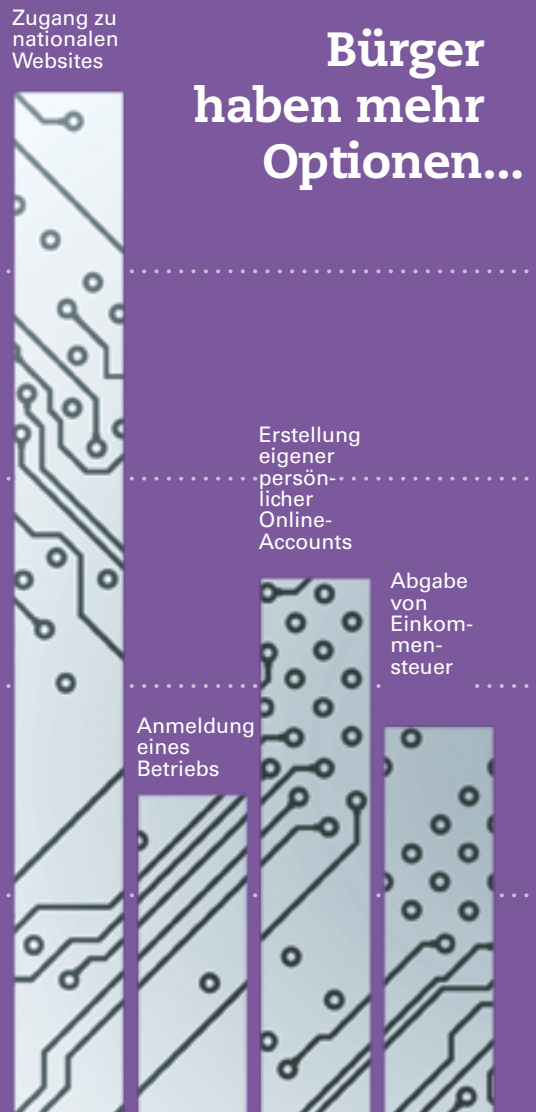 Zugang zu
nationalen
Websites
Bürger
haben mehr
Optionen...
Erstellung
eigener
persön-
licher
Online-
Accounts
Abgabe
von
Einkom-
men-
steuer
Anmeldung
eines
Betriebs